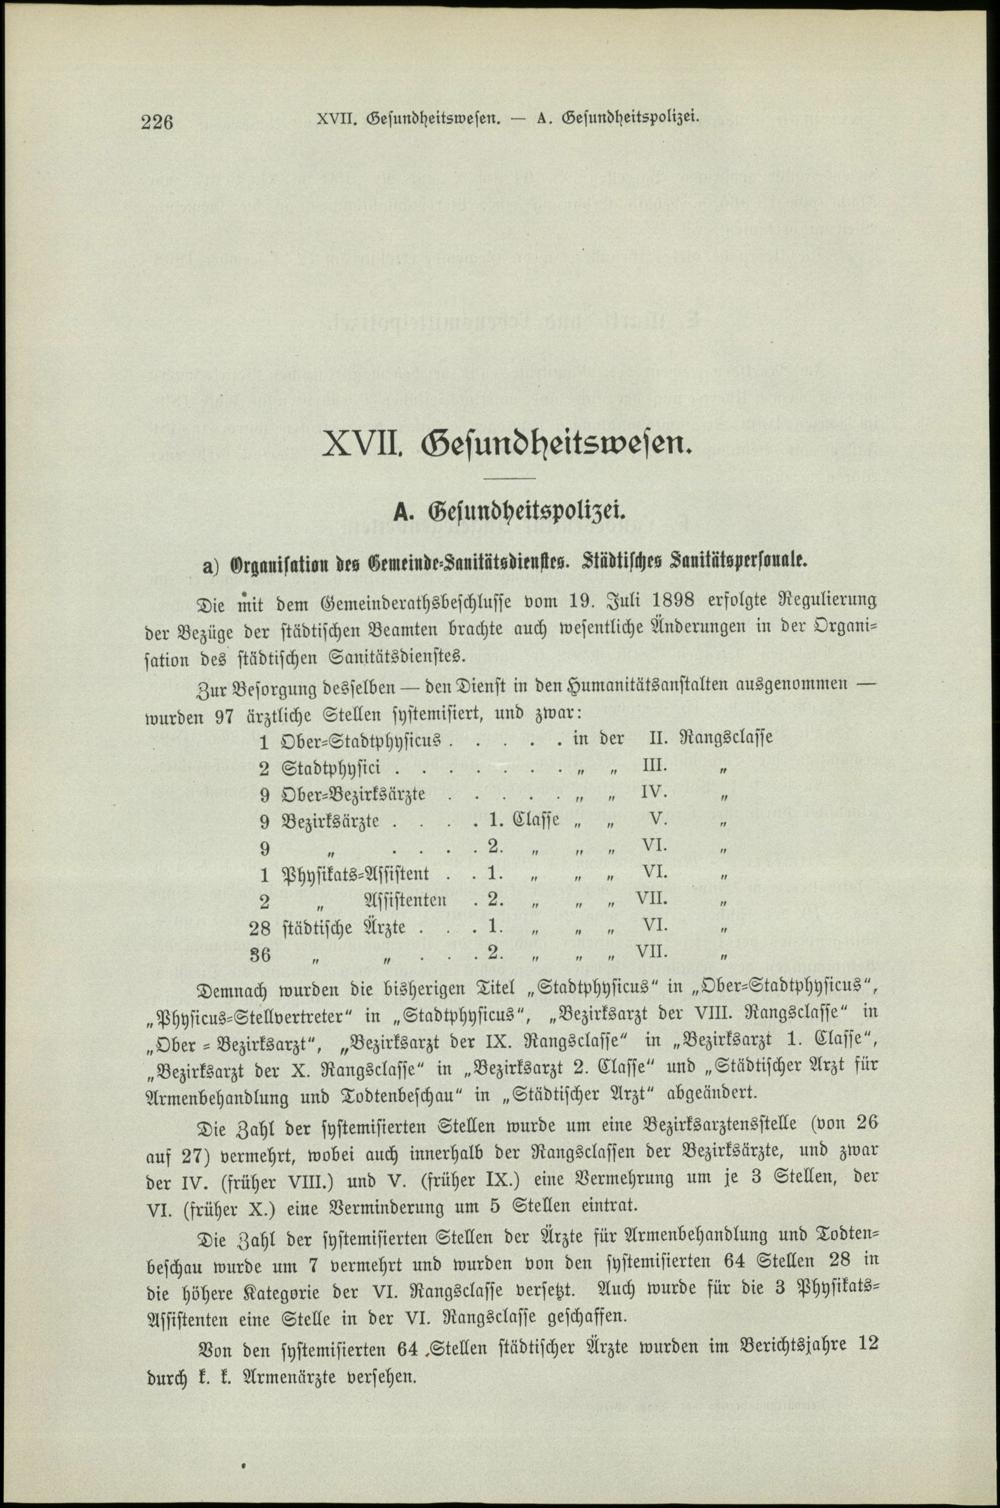 226
XVII. Gesundheitswesen. — A. Gesundheitspolizei.
XVII. Gesundheitswesen.
A. Gesundheitspolizei.
a) Organisation des Gemeinde-Sanitätsdienstes. Städtisches Sanitätspersonale.
Die mit dem Gemeinderathsbeschlusse vom 19. Juli 1898 erfolgte Regulierung
der Bezüge der städtischen Beamten brachte auch wesentliche Änderungen in der Organi-
sation des städtischen Sanitätsdienstes.
Zur Besorgung desselben — den Dienst in den Humanitätsanstalten ausgenommen —
wurden 97 ärztliche Stellen systemisiert, und zwar:
1 Ober-Stadtphysicus . . . . . in der II. Rangsclasse
2 Stadtphysici . . . . . . . „ „ III. „
9 Ober-Bezirksärzte . . . . . „ „ IV. „
9 Bezirksärzte . . . . 1. Classe „ „ V. „
9 „ . . . . 2. „ „ „ VI. „
1 Physikats-Assistent . . 1. „ „ „ VI. „
2 „ Assistenten . 2. „ „ „ VII. „
28 städtische Ärzte . . . 1. „ „ „ VI. „
36 „ „ . . . 2. „ „ „ VII. „
Demnach wurden die bisherigen Titel „Stadtphysicus“ in „Ober-Stadtphysicus“,
„Physicus-Stellvertreter“ in „Stadtphysicus“, „Bezirksarzt der VIII. Rangsclasse“ in
„Ober-Bezirksarzt“, „Bezirksarzt der IX. Rangsclasse“ in „Bezirksarzt 1. Classe“,
„Bezirksarzt der X. Rangsclasse“ in „Bezirksarzt 2. Classe“ und „Städtischer Arzt für
Armenbehandlung und Todtenbeschau“ in „Städtischer Arzt“ abgeändert.
Die Zahl der systemisierten Stellen wurde um eine Bezirksarztensstelle (von 26
auf 27) vermehrt, wobei auch innerhalb der Rangsclassen der Bezirksärzte, und zwar
der IV. (früher VIII.) und V. (früher IX.) eine Vermehrung um je 3 Stellen, der
VI. (früher X.) eine Verminderung um 5 Stellen eintrat.
Die Zahl der systemisierten Stellen der Ärzte für Armenbehandlung und Todten-
beschau wurde um 7 vermehrt und wurden von den systemisierten 64 Stellen 28 in
die höhere Kategorie der VI. Rangsclasse versetzt. Auch wurde für die 3 Physikats-
Assistenten eine Stelle in der VI. Rangsclasse geschaffen.
Von den systemisierten 64 Stellen städtischer Ärzte wurden im Berichtsjahre 12
durch k. k. Armenärzte versehen.